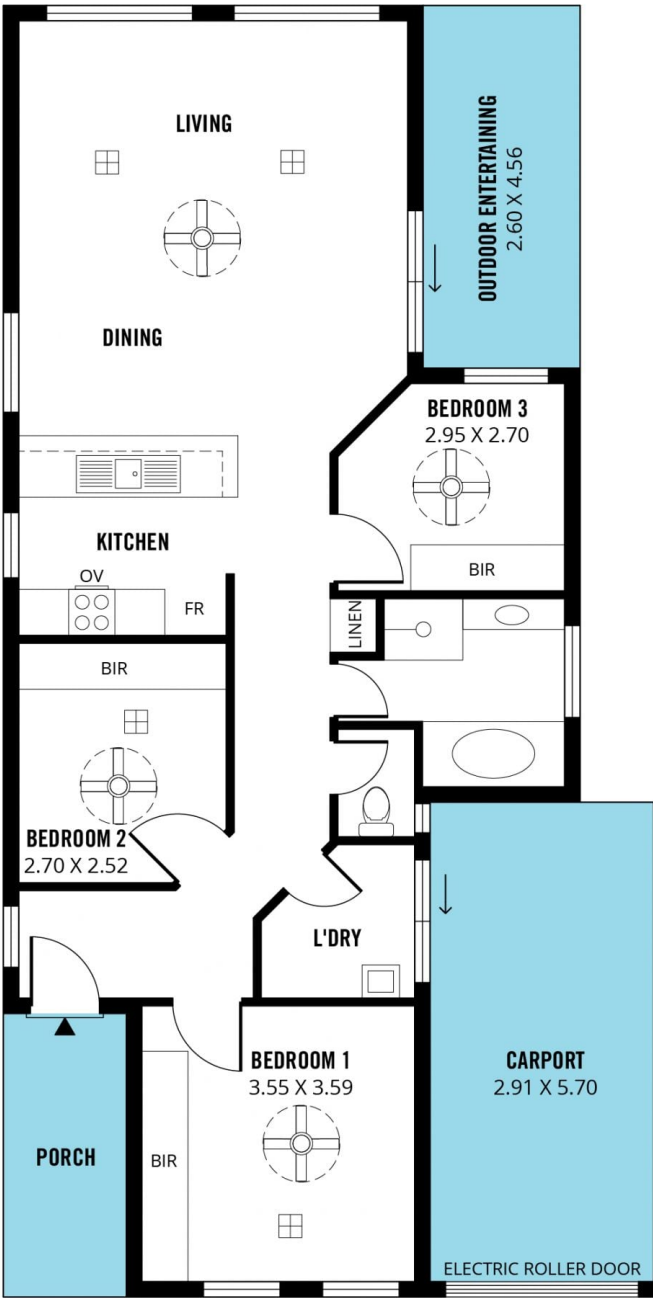 LIVING
OUTDOOR ENTERTAINING
2.60 X 4.56
DINING
BEDROOM 3
2.95 X 2.70
KITCHEN
OV
FR
BIR
LINEN
BIR
BEDROOM 2
2.70 X 2.52
L'DRY
BEDROOM 1
3.55 X 3.59
CARPORT
2.91 X 5.70
PORCH
BIR
ELECTRIC ROLLER DOOR